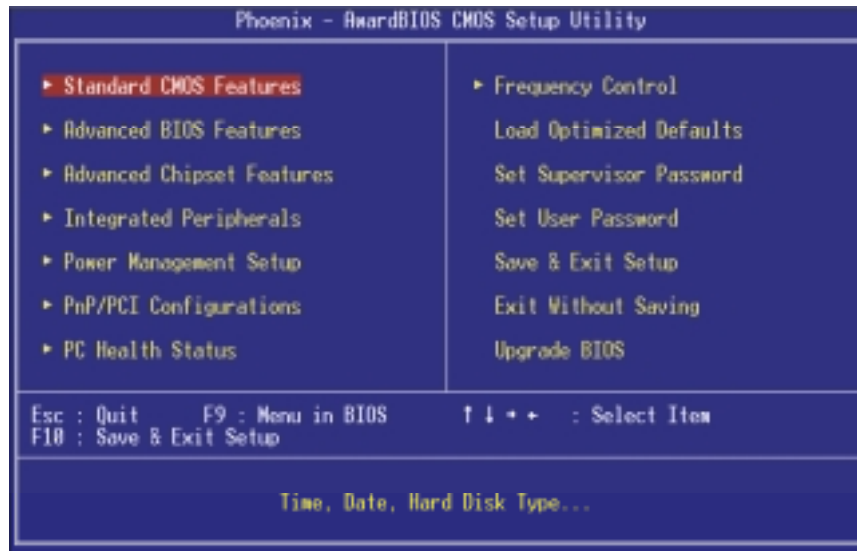 Phoenix - AwardBIOS CMOS Setup Utility
▸ Standard CMOS Features
▸ Advanced BIOS Features
▸ Advanced Chipset Features
▸ Integrated Peripherals
▸ Power Management Setup
▸ PnP/PCI Configurations
▸ PC Health Status
▸ Frequency Control
Load Optimized Defaults
Set Supervisor Password
Set User Password
Save & Exit Setup
Exit Without Saving
Upgrade BIOS
Esc : Quit F9 : Menu in BIOS ↑ ↓ → ← : Select Item
F10 : Save & Exit Setup
Time, Date, Hard Disk Type...